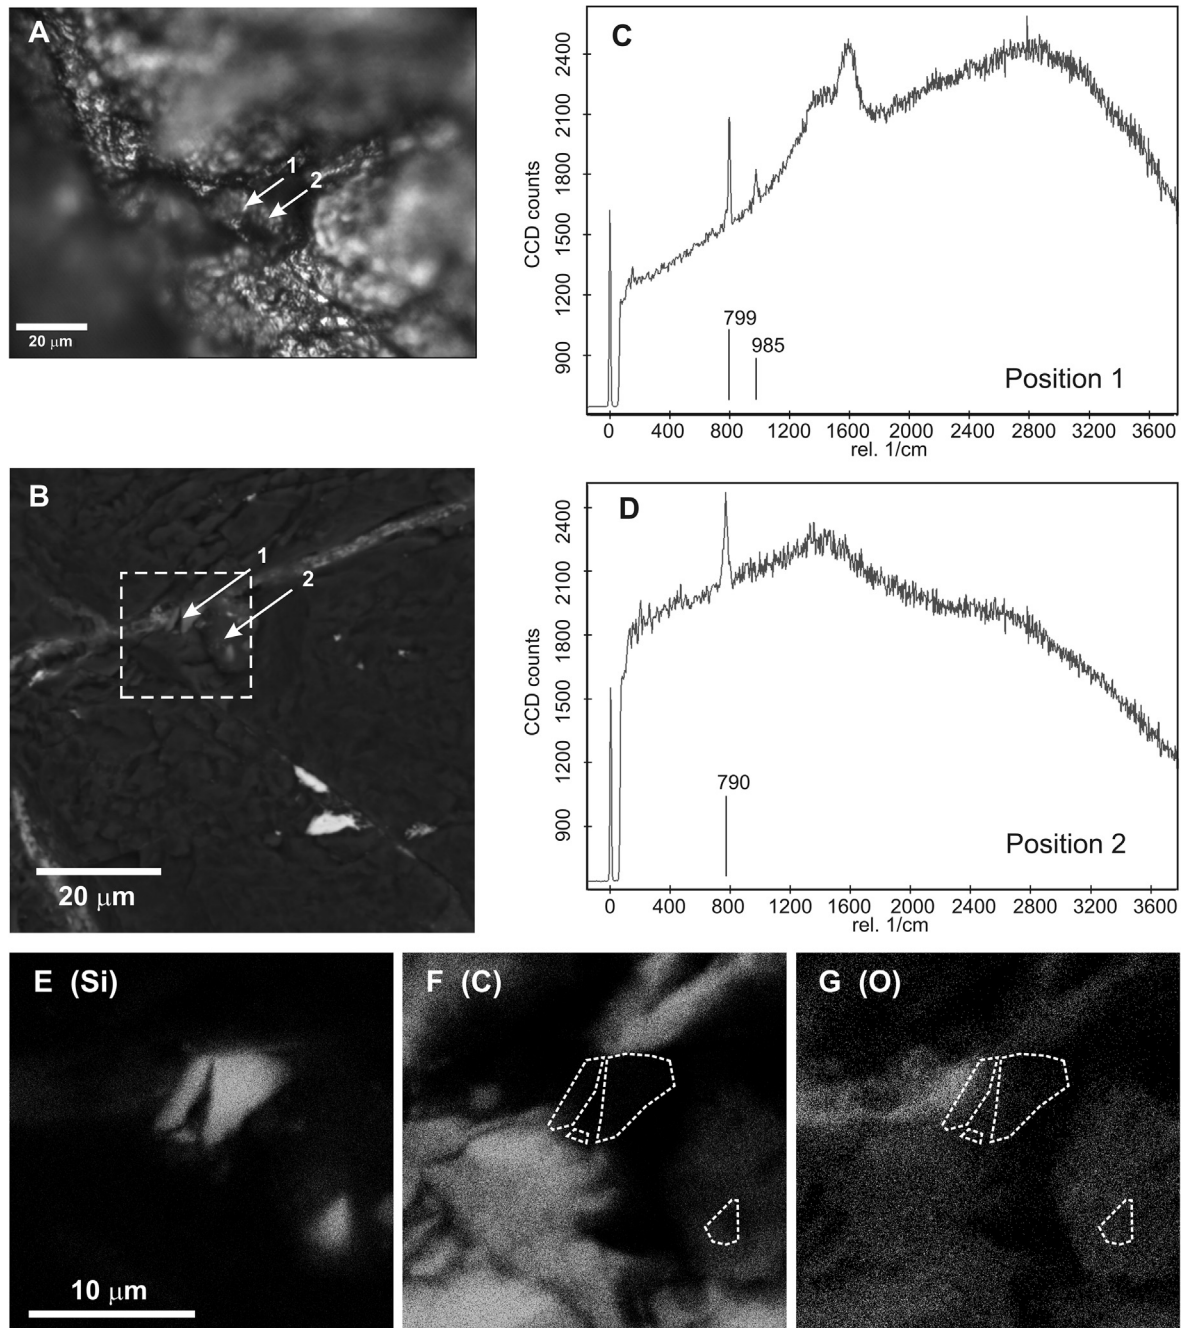 A
1
2
20 μm
C
2400
2100
1800
1500
1200
900
CCD counts
799
985
Position 1
0 400 800 1200 1600 2000 2400 2800 3200 3600
rel. 1/cm
B
1
2
20 μm
D
2400
2100
1800
1500
1200
900
CCD counts
790
Position 2
0 400 800 1200 1600 2000 2400 2800 3200 3600
rel. 1/cm
E (Si)
10 μm
F (C)
G (O)